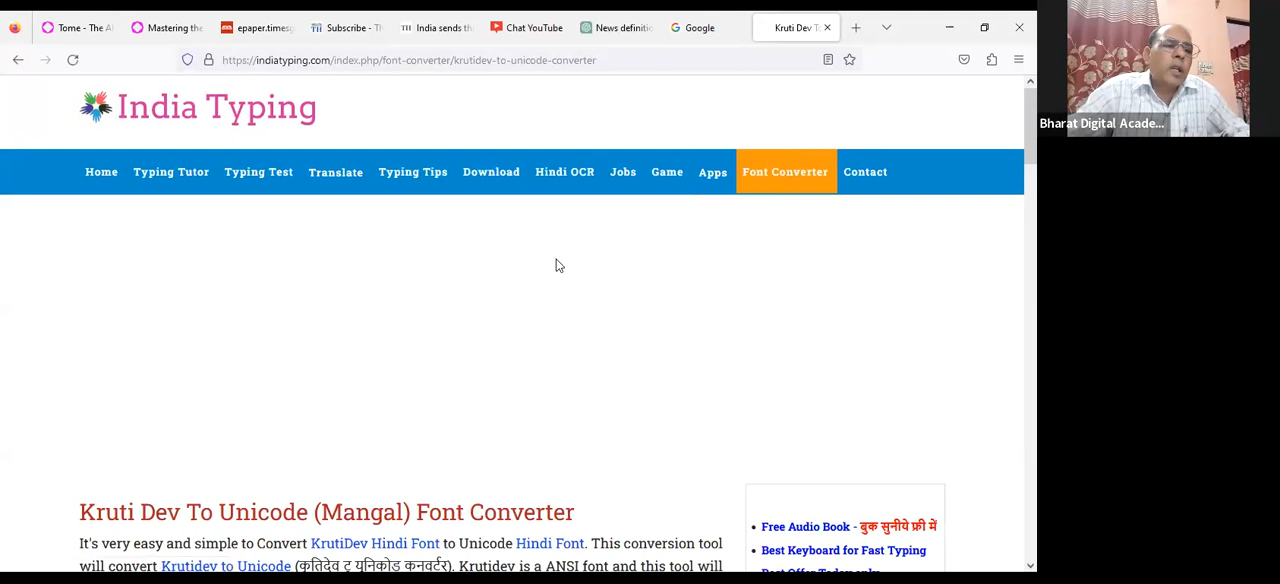 Tome - The A
Mastering the
epaper.times
Subscribe - T
India sends th
Chat YouTube
News definitio
Google
Kruti Dev To
https://indiatyping.com/index.php/font-converter/krutidev-to-unicode-converter
India Typing
Home Typing Tutor Typing Test Translate Typing Tips Download Hindi OCR Jobs Game Apps Font Converter Contact
Bharat Digital Acade...
Kruti Dev To Unicode (Mangal) Font Converter
It's very easy and simple to Convert KrutiDev Hindi Font to Unicode Hindi Font. This conversion tool
will convert Krutidev to Unicode (कृतिदेव टू यूनिकोड कनवर्टर). Krutidev is a ANSI font and this tool will
Free Audio Book - बुक सुनीये फ्री में
Best Keyboard for Fast Typing
Best Offer Today only